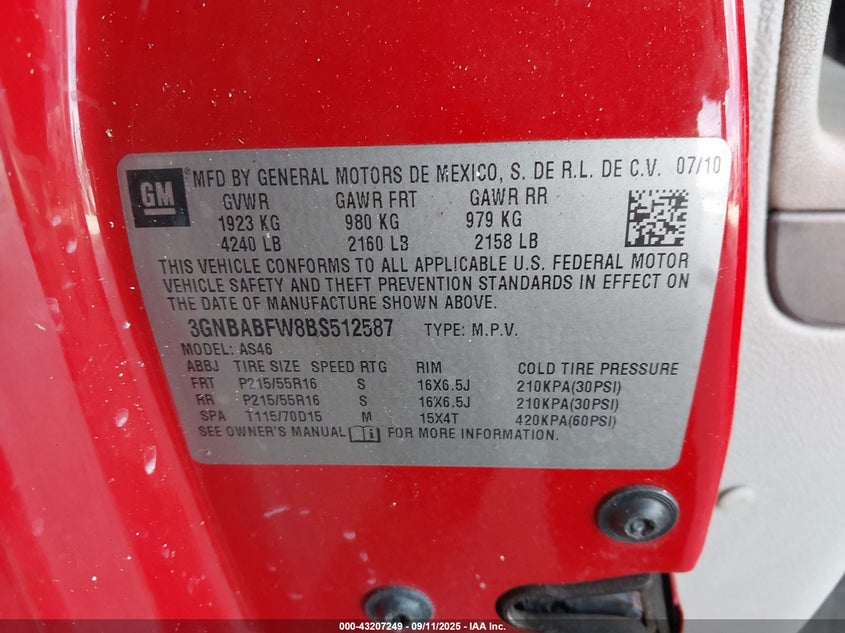 GM ® MFD BY GENERAL MOTORS DE MEXICO, S. DE R.L. DE C.V. 07/10
GVWR GAWR FRT GAWR RR
1923 KG 980 KG 979 KG
4240 LB 2160 LB 2158 LB
THIS VEHICLE CONFORMS TO ALL APPLICABLE U.S. FEDERAL MOTOR
VEHICLE SAFETY AND THEFT PREVENTION STANDARDS IN EFFECT ON
THE DATE OF MANUFACTURE SHOWN ABOVE.
3GNBABFW8BS512587 TYPE: M.P.V.
MODEL: AS46
ABBJ TIRE SIZE SPEED RTG RIM COLD TIRE PRESSURE
FRT P215/55R16 S 16X6.5J 210KPA(30PSI)
RR P215/55R16 S 16X6.5J 210KPA(30PSI)
SPA T115/70D15 M 15X4T 420KPA(60PSI)
SEE OWNER'S MANUAL FOR MORE INFORMATION.
000-43207249 - 09/11/2025 - IAA Inc.